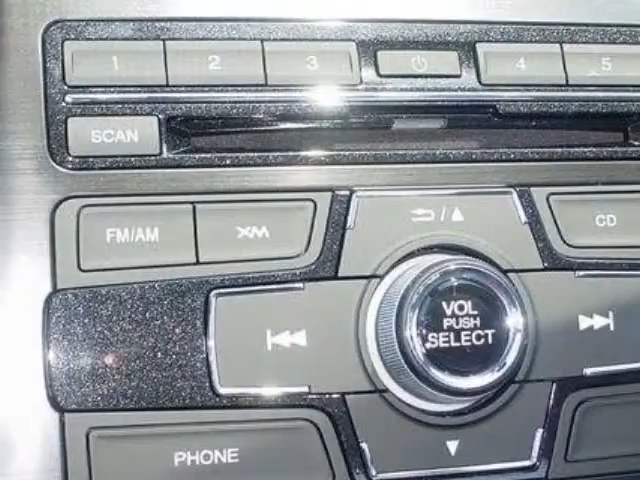 1 2 3 4 5
SCAN
FM/AM XM CD
VOL
PUSH
SELECT
PHONE